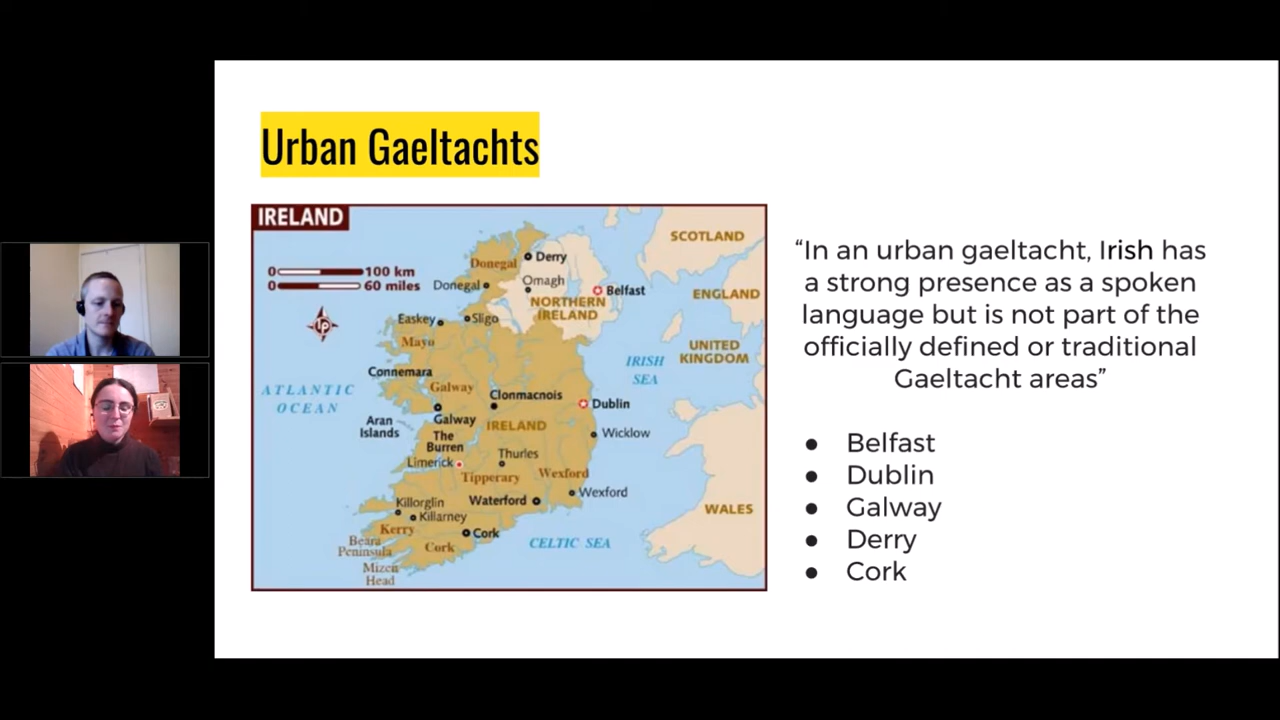 Urban Gaeltachts
IRELAND
SCOTLAND
0 100 km
0 60 miles
Donegal
Derry
Donegal
Omagh
Belfast
ENGLAND
NORTHERN
IRELAND
Easkey
Sligo
Mayo
UNITED
KINGDOM
IRISH
SEA
Connemara
ATLANTIC
OCEAN
Galway
Clonmacnois
Dublin
Aran
Islands
Galway
IRELAND
The
Burren
Wicklow
Limerick
Thurles
Tipperary
Wexford
Wexford
Killorglin
Waterford
WALES
Killarney
Kerry
Cork
Beara
Peninsula
Cork
CELTIC SEA
Mizen
Head
“In an urban gaeltacht, Irish has
a strong presence as a spoken
language but is not part of the
officially defined or traditional
Gaeltacht areas”
● Belfast
● Dublin
● Galway
● Derry
● Cork